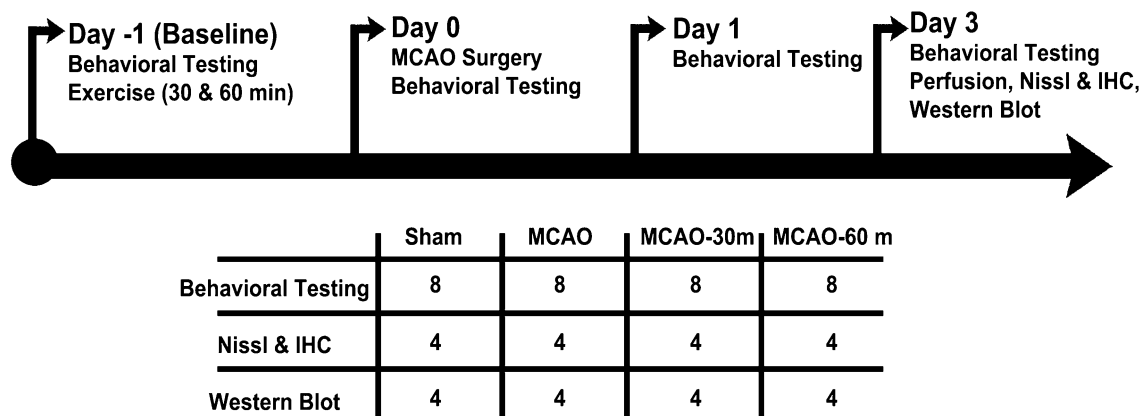 Day -1 (Baseline)
Behavioral Testing
Exercise (30 & 60 min)
Day 0
MCAO Surgery
Behavioral Testing
Day 1
Behavioral Testing
Day 3
Behavioral Testing
Perfusion, Nissl & IHC,
Western Blot
Sham MCAO MCAO-30m MCAO-60 m
Behavioral Testing 8 8 8 8
Nissl & IHC 4 4 4 4
Western Blot 4 4 4 4